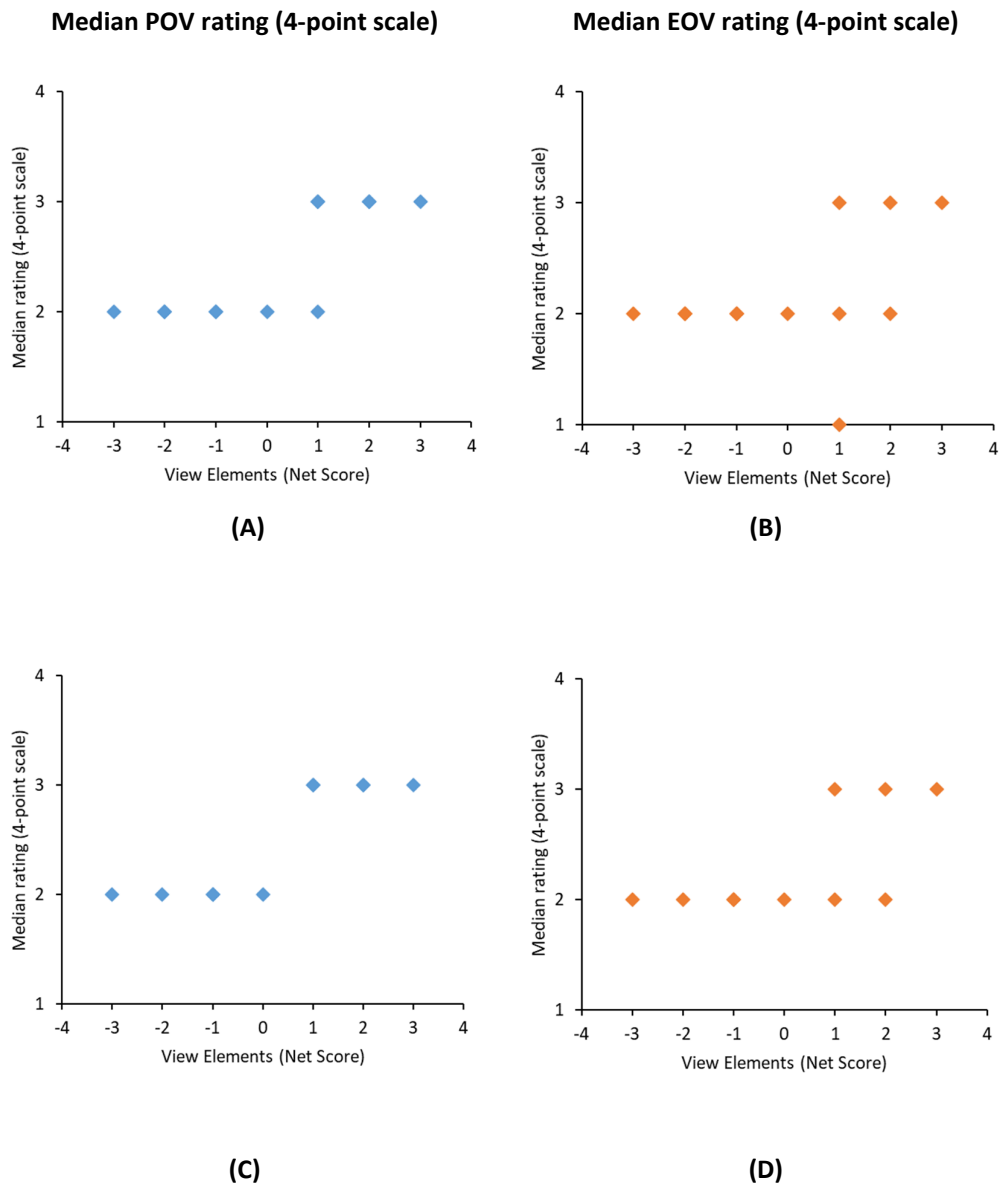 Median POV rating (4-point scale)
Median EOV rating (4-point scale)
Median rating (4-point scale)
4
3
2
1
-4 -3 -2 -1 0 1 2 3 4
View Elements (Net Score)
(A)
Median rating (4-point scale)
4
3
2
1
-4 -3 -2 -1 0 1 2 3 4
View Elements (Net Score)
(B)
Median rating (4-point scale)
4
3
2
1
-4 -3 -2 -1 0 1 2 3 4
View Elements (Net Score)
(C)
Median rating (4-point scale)
4
3
2
1
-4 -3 -2 -1 0 1 2 3 4
View Elements (Net Score)
(D)